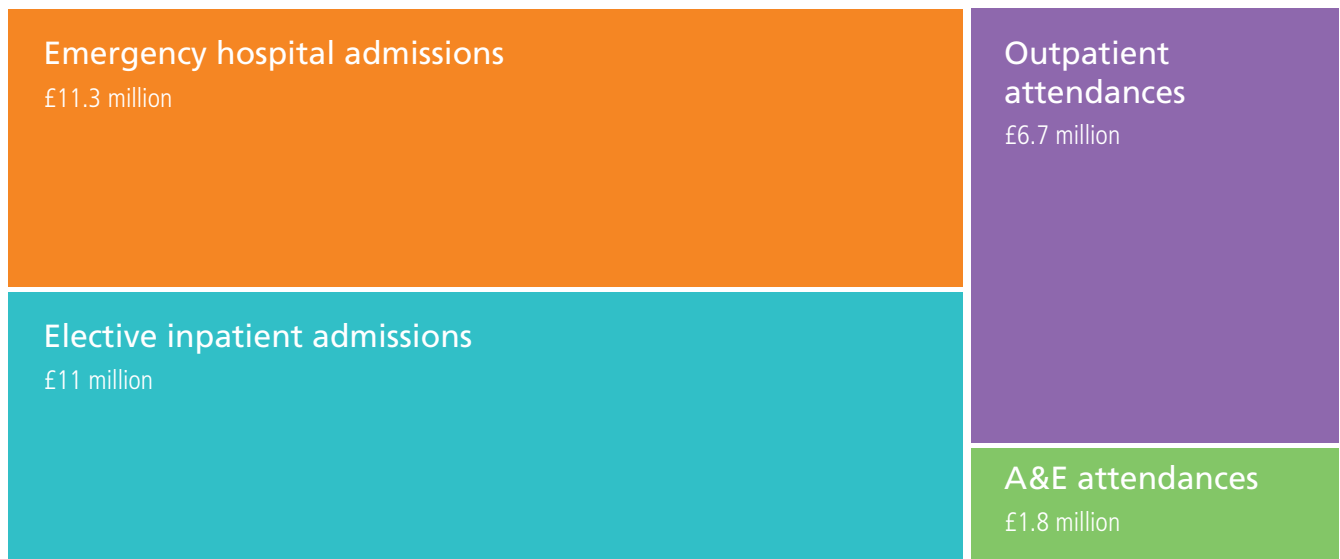 Emergency hospital admissions
£11.3 million
Elective inpatient admissions
£11 million
Outpatient
attendances
£6.7 million
A&E attendances
£1.8 million